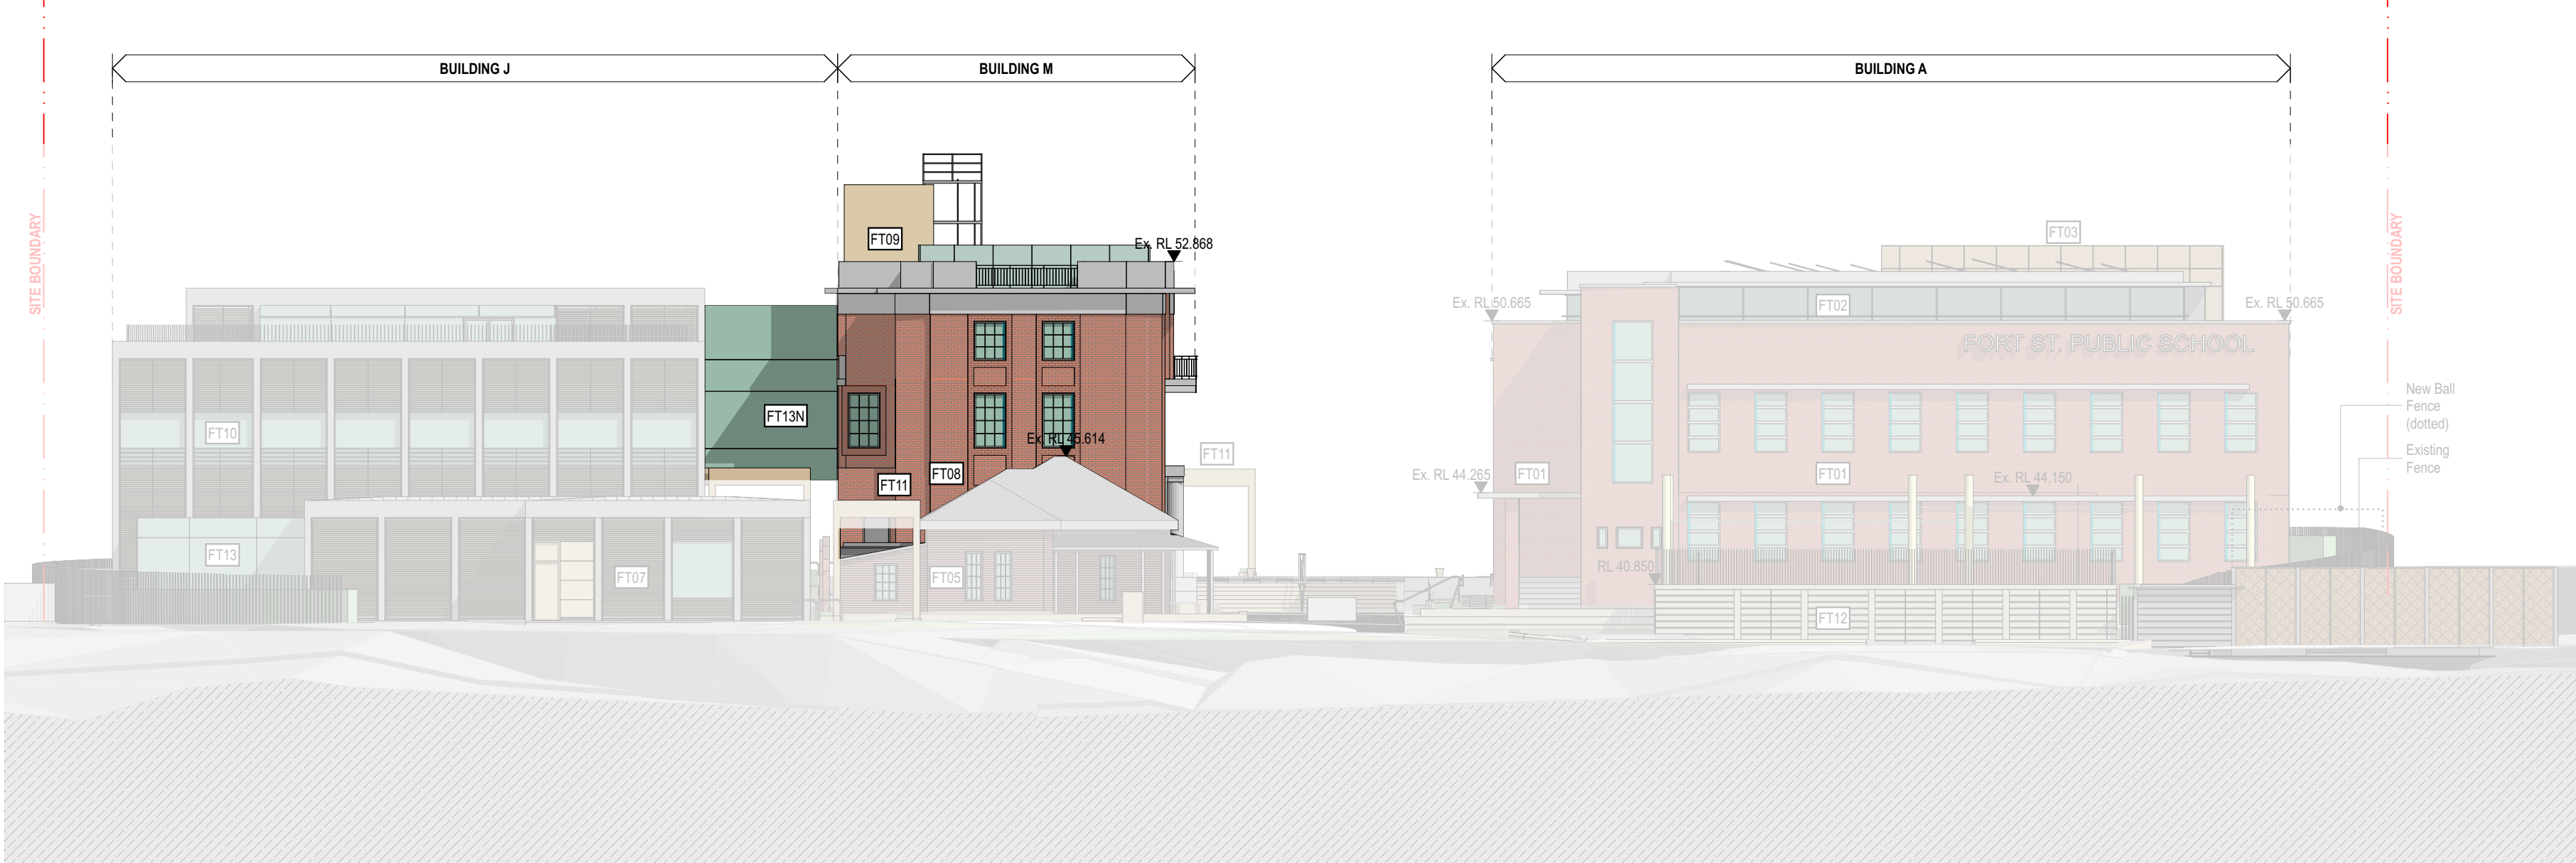 BUILDING J
BUILDING M
BUILDING A
SITE BOUNDARY
SITE BOUNDARY
FT09
Ex. RL 52.868
FT03
Ex. RL 50.665
FT02
Ex. RL 50.665
FORT ST. PUBLIC SCHOOL
New Ball
Fence
(dotted)
Existing
Fence
FT10
FT13N
Ex. RL 45.614
FT11
FT08
FT11
Ex. RL 44.265
FT01
FT01
Ex. RL 44.150
FT13
FT07
FT05
RL 40.850
FT12